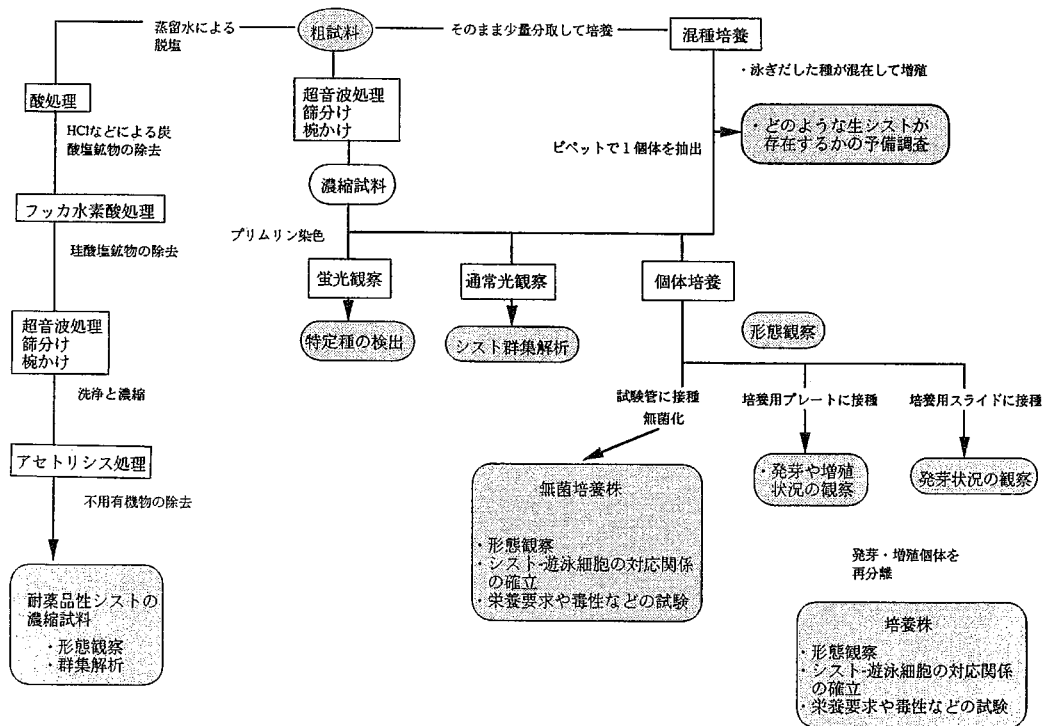 蒸留水による
脱塩
粗試料
そのまま少量分取して培養
混種培養
・泳ぎだした種が混在して増殖
・どのような生シストが
存在するかの予備調査
ピペットで1個体を抽出
酸処理
HClなどによる炭
酸塩鉱物の除去
フッカ水素酸処理
珪酸塩鉱物の除去
超音波処理
篩分け
椀かけ
洗浄と濃縮
アセトリシス処理
不用有機物の除去
耐薬品性シストの
濃縮試料
・形態観察
・群集解析
超音波処理
篩分け
椀かけ
濃縮試料
プリムリン染色
蛍光観察
特定種の検出
通常光観察
シスト群集解析
個体培養
形態観察
試験管に接種
無菌化
無菌培養株
・形態観察
・シスト-遊泳細胞の対応関係
の確立
・栄養要求や毒性などの試験
培養用プレートに接種
・発芽や増殖
状況の観察
培養用スライドに接種
発芽状況の観察
発芽・増殖個体を
再分離
培養株
・形態観察
・シスト-遊泳細胞の対応関係
の確立
・栄養要求や毒性などの試験